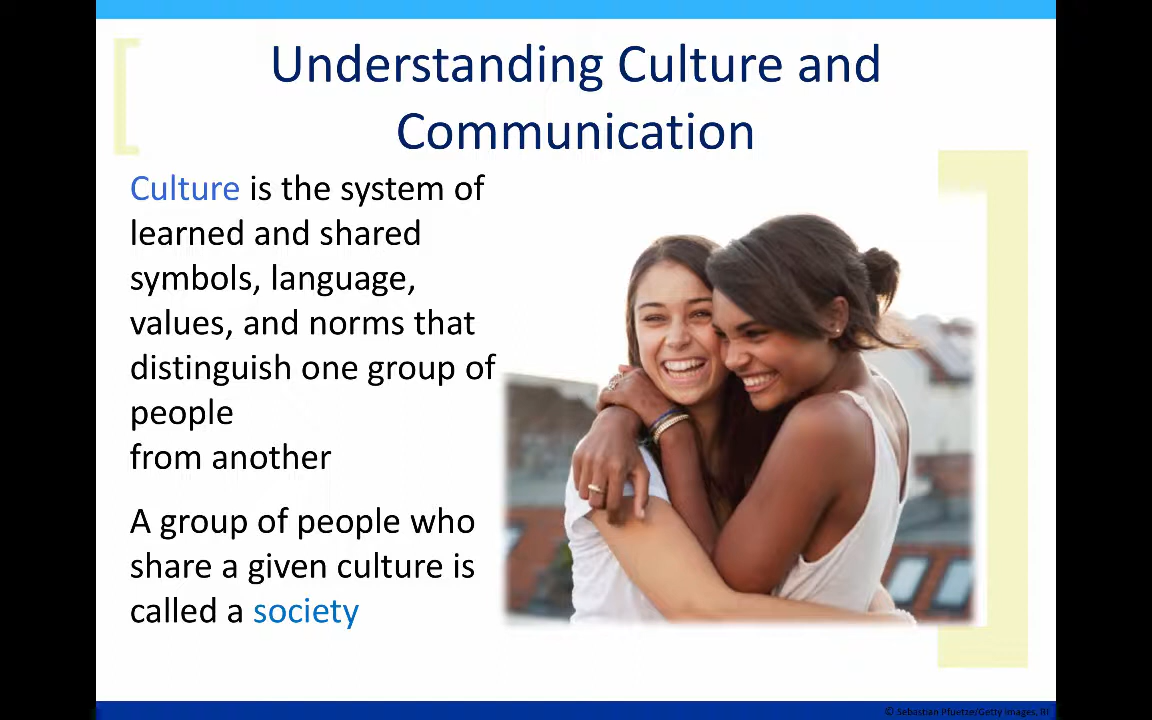 Understanding Culture and
Communication
Culture is the system of
learned and shared
symbols, language,
values, and norms that
distinguish one group of
people
from another
A group of people who
share a given culture is
called a society
© Sebastian Pfuetze/Getty Images, RF